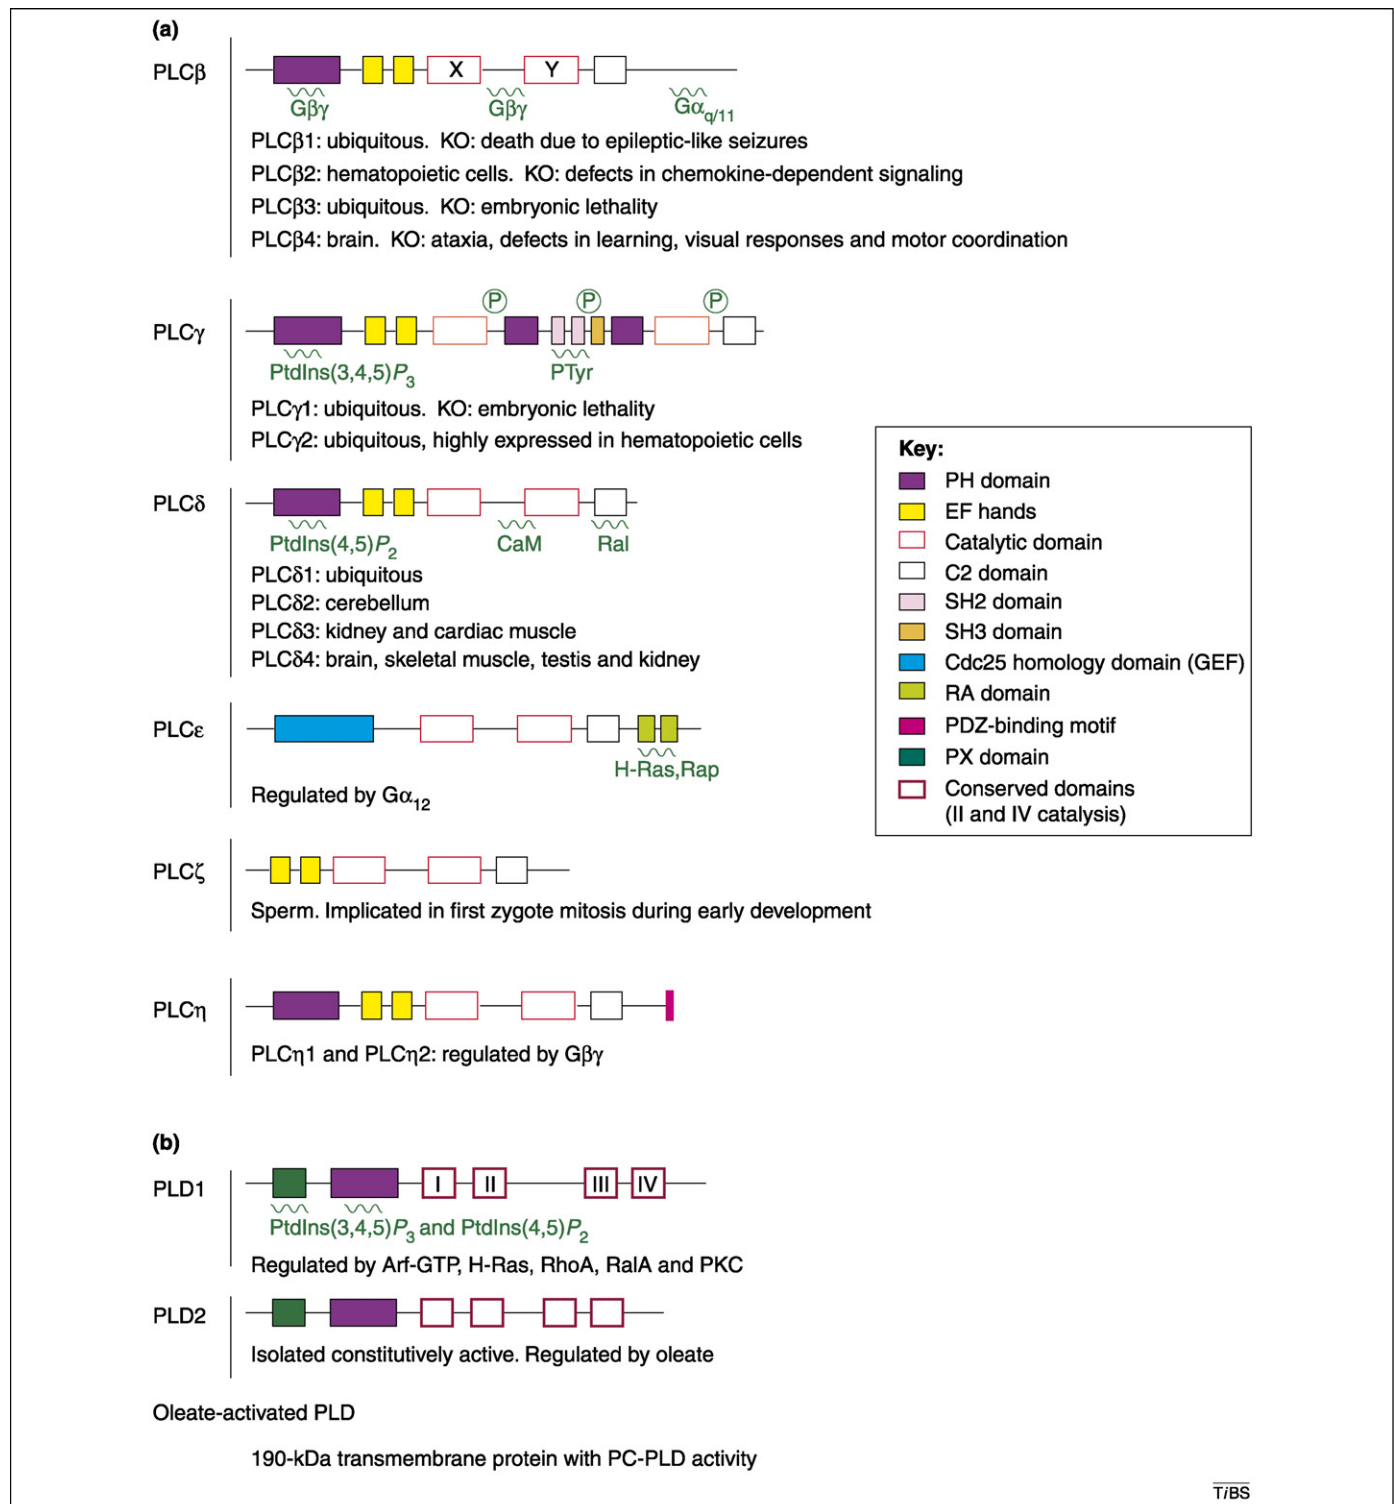 (a)
PLCβ
X Y
Gβγ Gβγ Gαq/11
PLCβ1: ubiquitous. KO: death due to epileptic-like seizures
PLCβ2: hematopoietic cells. KO: defects in chemokine-dependent signaling
PLCβ3: ubiquitous. KO: embryonic lethality
PLCβ4: brain. KO: ataxia, defects in learning, visual responses and motor coordination
P P P
PLCγ
PtdIns(3,4,5)P3 PTyr
PLCγ1: ubiquitous. KO: embryonic lethality
PLCγ2: ubiquitous, highly expressed in hematopoietic cells
PLCδ
PtdIns(4,5)P2 CaM Ral
PLCδ1: ubiquitous
PLCδ2: cerebellum
PLCδ3: kidney and cardiac muscle
PLCδ4: brain, skeletal muscle, testis and kidney
PLCε
H-Ras,Rap
Regulated by Gα12
PLCζ
Sperm. Implicated in first zygote mitosis during early development
PLCη
PLCη1 and PLCη2: regulated by Gβγ
Key:
PH domain
EF hands
Catalytic domain
C2 domain
SH2 domain
SH3 domain
Cdc25 homology domain (GEF)
RA domain
PDZ-binding motif
PX domain
Conserved domains
(II and IV catalysis)
(b)
PLD1
I II III IV
PtdIns(3,4,5)P3 and PtdIns(4,5)P2
Regulated by Arf-GTP, H-Ras, RhoA, RalA and PKC
PLD2
Isolated constitutively active. Regulated by oleate
Oleate-activated PLD
190-kDa transmembrane protein with PC-PLD activity
TiBS